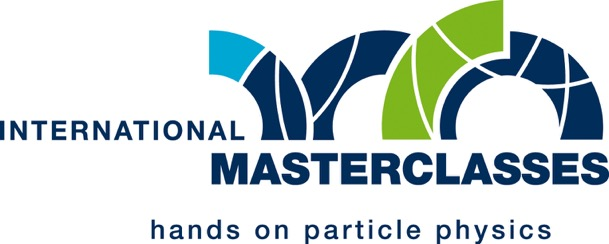 INTERNATIONAL
MASTERCLASSES
hands on particle physics